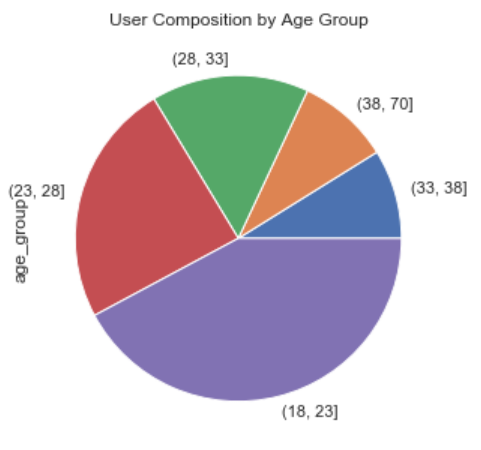 User Composition by Age Group
(28, 33]
(38, 70]
(33, 38]
(23, 28]
age_group
(18, 23]